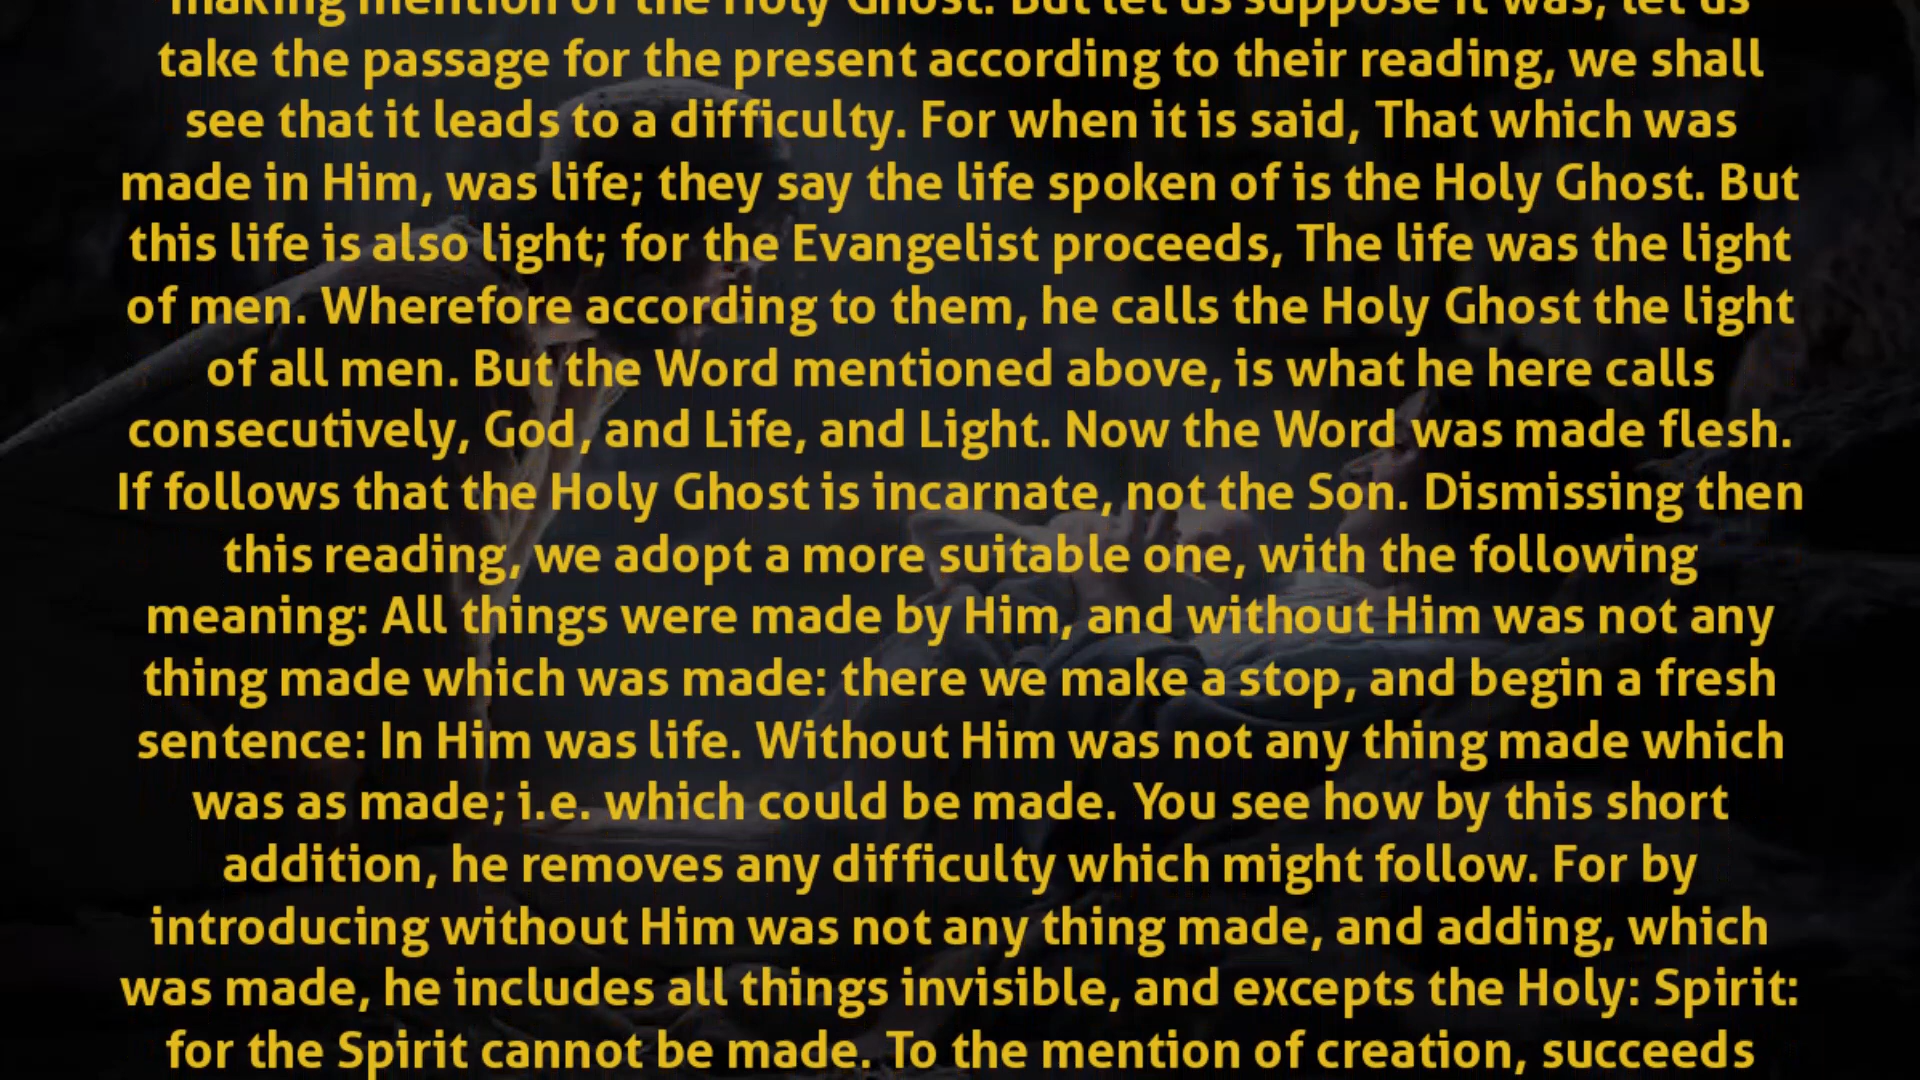 making mention of the Holy Ghost. But let us suppose it was, let us
take the passage for the present according to their reading, we shall
see that it leads to a difficulty. For when it is said, That which was
made in Him, was life; they say the life spoken of is the Holy Ghost. But
this life is also light; for the Evangelist proceeds, The life was the light
of men. Wherefore according to them, he calls the Holy Ghost the light
of all men. But the Word mentioned above, is what he here calls
consecutively, God, and Life, and Light. Now the Word was made flesh.
If follows that the Holy Ghost is incarnate, not the Son. Dismissing then
this reading, we adopt a more suitable one, with the following
meaning: All things were made by Him, and without Him was not any
thing made which was made: there we make a stop, and begin a fresh
sentence: In Him was life. Without Him was not any thing made which
was as made; i.e. which could be made. You see how by this short
addition, he removes any difficulty which might follow. For by
introducing without Him was not any thing made, and adding, which
was made, he includes all things invisible, and excepts the Holy: Spirit:
for the Spirit cannot be made. To the mention of creation, succeeds